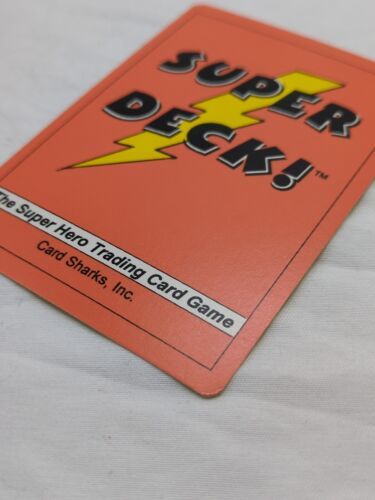 SUPER
DECK!™
The Super Hero Trading Card Game
Card Sharks, Inc.